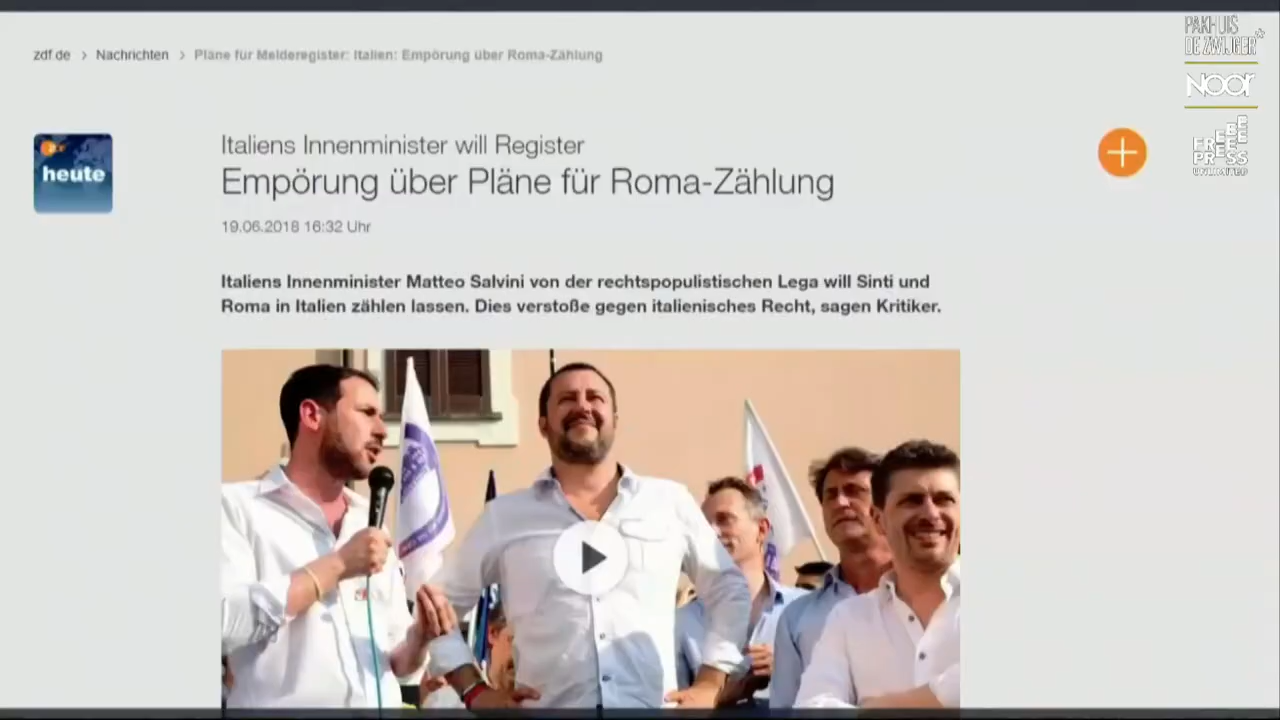 zdf.de > Nachrichten > Pläne für Melderegister: Italien: Empörung über Roma-Zählung
PAKHUIS
DE ZWIJGER*
NOOR
FREE
PRESS
UNLIMITED
heute
Italiens Innenminister will Register
Empörung über Pläne für Roma-Zählung
19.06.2018 16:32 Uhr
Italiens Innenminister Matteo Salvini von der rechtspopulistischen Lega will Sinti und
Roma in Italien zählen lassen. Dies verstoße gegen italienisches Recht, sagen Kritiker.